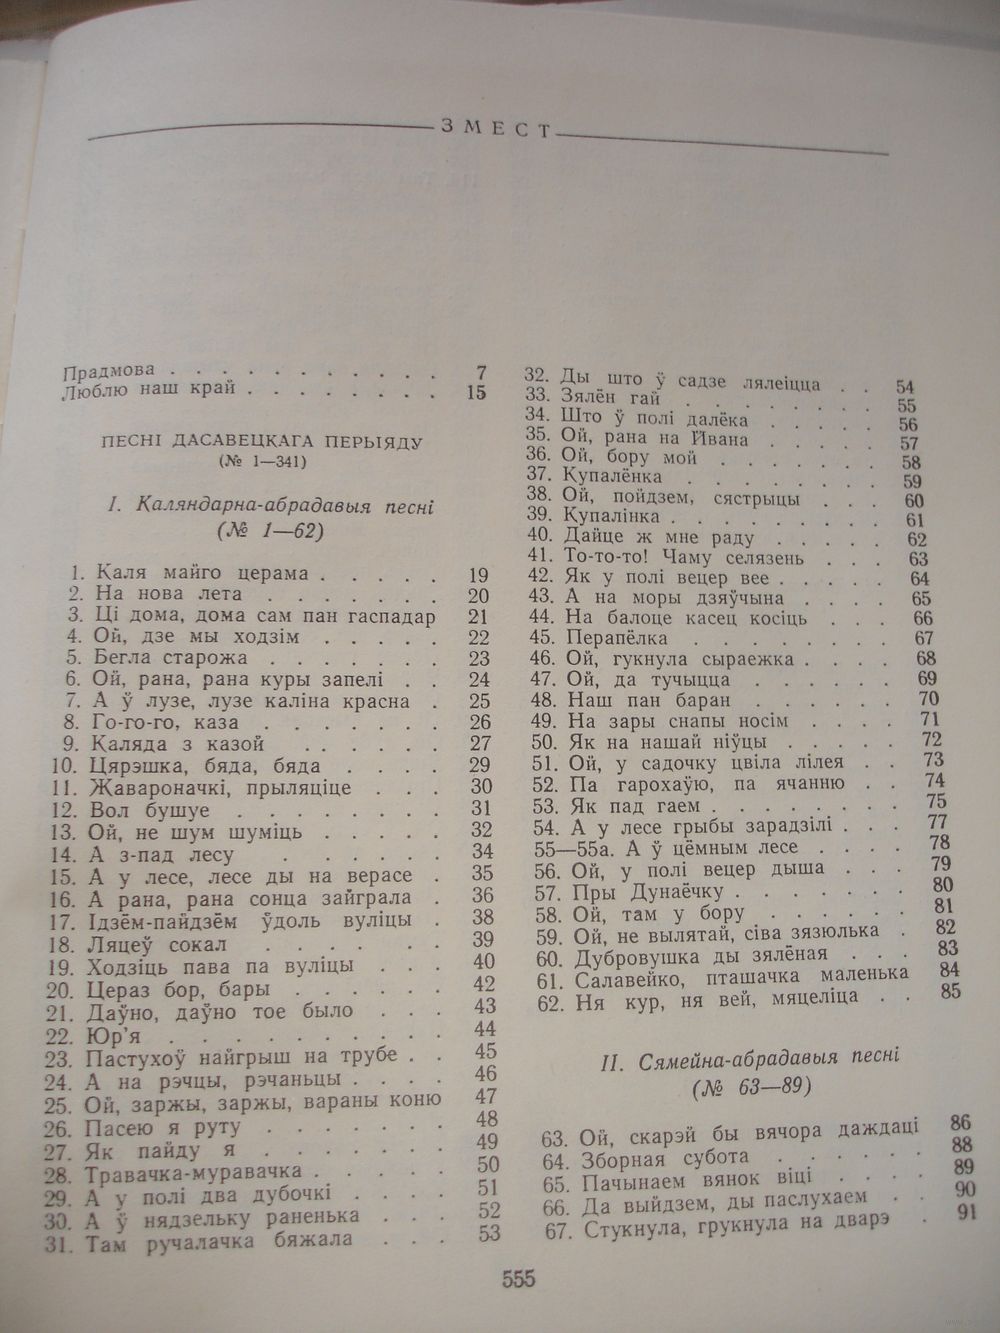 ЗМЕСТ
Прадмова . . . . . . . . . . . . 7
Люблю наш край . . . . . . . . 15
ПЕСНІ ДАСАВЕЦКАГА ПЕРЫЯДУ
(№ 1—341)
I. Каляндарна-абрадавыя песні
(№ 1—62)
1. Каля майго церама . . . . . 19
2. На нова лета . . . . . . . 20
3. Ці дома, дома сам пан гаспадар 21
4. Ой, дзе мы ходзім . . . . . 22
5. Бегла старожа . . . . . . . 23
6. Ой, рана, рана куры запелі . . 24
7. А ў лузе, лузе каліна красна . 25
8. Го-го-го, каза . . . . . . . 26
9. Каляда з казой . . . . . . 27
10. Цярэшка, бяда, бяда . . . . 29
11. Жавароначкі, прыляціце . . . 30
12. Вол бушуе . . . . . . . . 31
13. Ой, не шум шуміць . . . . . 32
14. А з-пад лесу . . . . . . 34
15. А у лесе, лесе ды на верасе . 35
16. А рана, рана сонца зайграла . 36
17. Ідзём-пайдзём ўдоль вуліцы . 38
18. Ляцеў сокал . . . . . . 39
19. Ходзіць пава па вуліцы . . . 40
20. Цераз бор, бары . . . . . . 42
21. Даўно, даўно тое было . . . 43
22. Юр'я . . . . . . . . . . 44
23. Пастухоў найгрыш на трубе . . 45
24. А на рэчцы, рэчаньцы . . . . 46
25. Ой, заржы, заржы, вараны коню 47
26. Пасею я руту . . . . . . . 48
27. Як пайду я . . . . . . . 49
28. Травачка-муравачка . . . . . 50
29. А у полі два дубочкі . . . . 51
30. А ў нядзельку раненька . . . 52
31. Там ручалачка бяжала . . . 53
32. Ды што ў садзе лялеіцца . . 54
33. Зялён гай . . . . . . . 55
34. Што ў полі далёка . . . . . 56
35. Ой, рана на Йвана . . . . . 57
36. Ой, бору мой . . . . . . 58
37. Купалёнка . . . . . . . 59
38. Ой, пойдзем, сястрыцы . . . 60
39. Купалінка . . . . . . . . 61
40. Дайце ж мне раду . . . . . 62
41. То-то-то! Чаму селязень . . . 63
42. Як у полі вецер вее . . . . . 64
43. А на моры дзяўчына . . . . 65
44. На балоце касец косіць . . . 66
45. Перапёлка . . . . . . . 67
46. Ой, гукнула сыраежка . . . . 68
47. Ой, да тучыцца . . . . . . 69
48. Наш пан баран . . . . . . 70
49. На зары снапы носім . . . . 71
50. Як на нашай ніўцы . . . . . 72
51. Ой, у садочку цвіла лілея . . 73
52. Па гарохаўю, па ячанню . . 74
53. Як пад гаем . . . . . . . . 75
54. А у лесе грыбы зарадзілі . . . 77
55—55а. А ў цёмным лесе . . . . 78
56. Ой, у полі вецер дыша . . . 79
57. Пры Дунаёчку . . . . . . . 80
58. Ой, там у бору . . . . . . 81
59. Ой, не вылятай, сіва зязюлька . 82
60. Дубровушка ды зялёная . . . 83
61. Салавейко, пташачка маленька 84
62. Ня кур, ня вей, мяцеліца . . 85
II. Сямейна-абрадавыя песні
(№ 63—89)
63. Ой, скарэй бы вячора даждаці 86
64. Зборная субота . . . . . . 88
65. Пачынаем вянок віці . . . . 89
66. Да выйдзем, ды паслухаем . . 90
67. Стукнула, грукнула на дварэ . 91
555